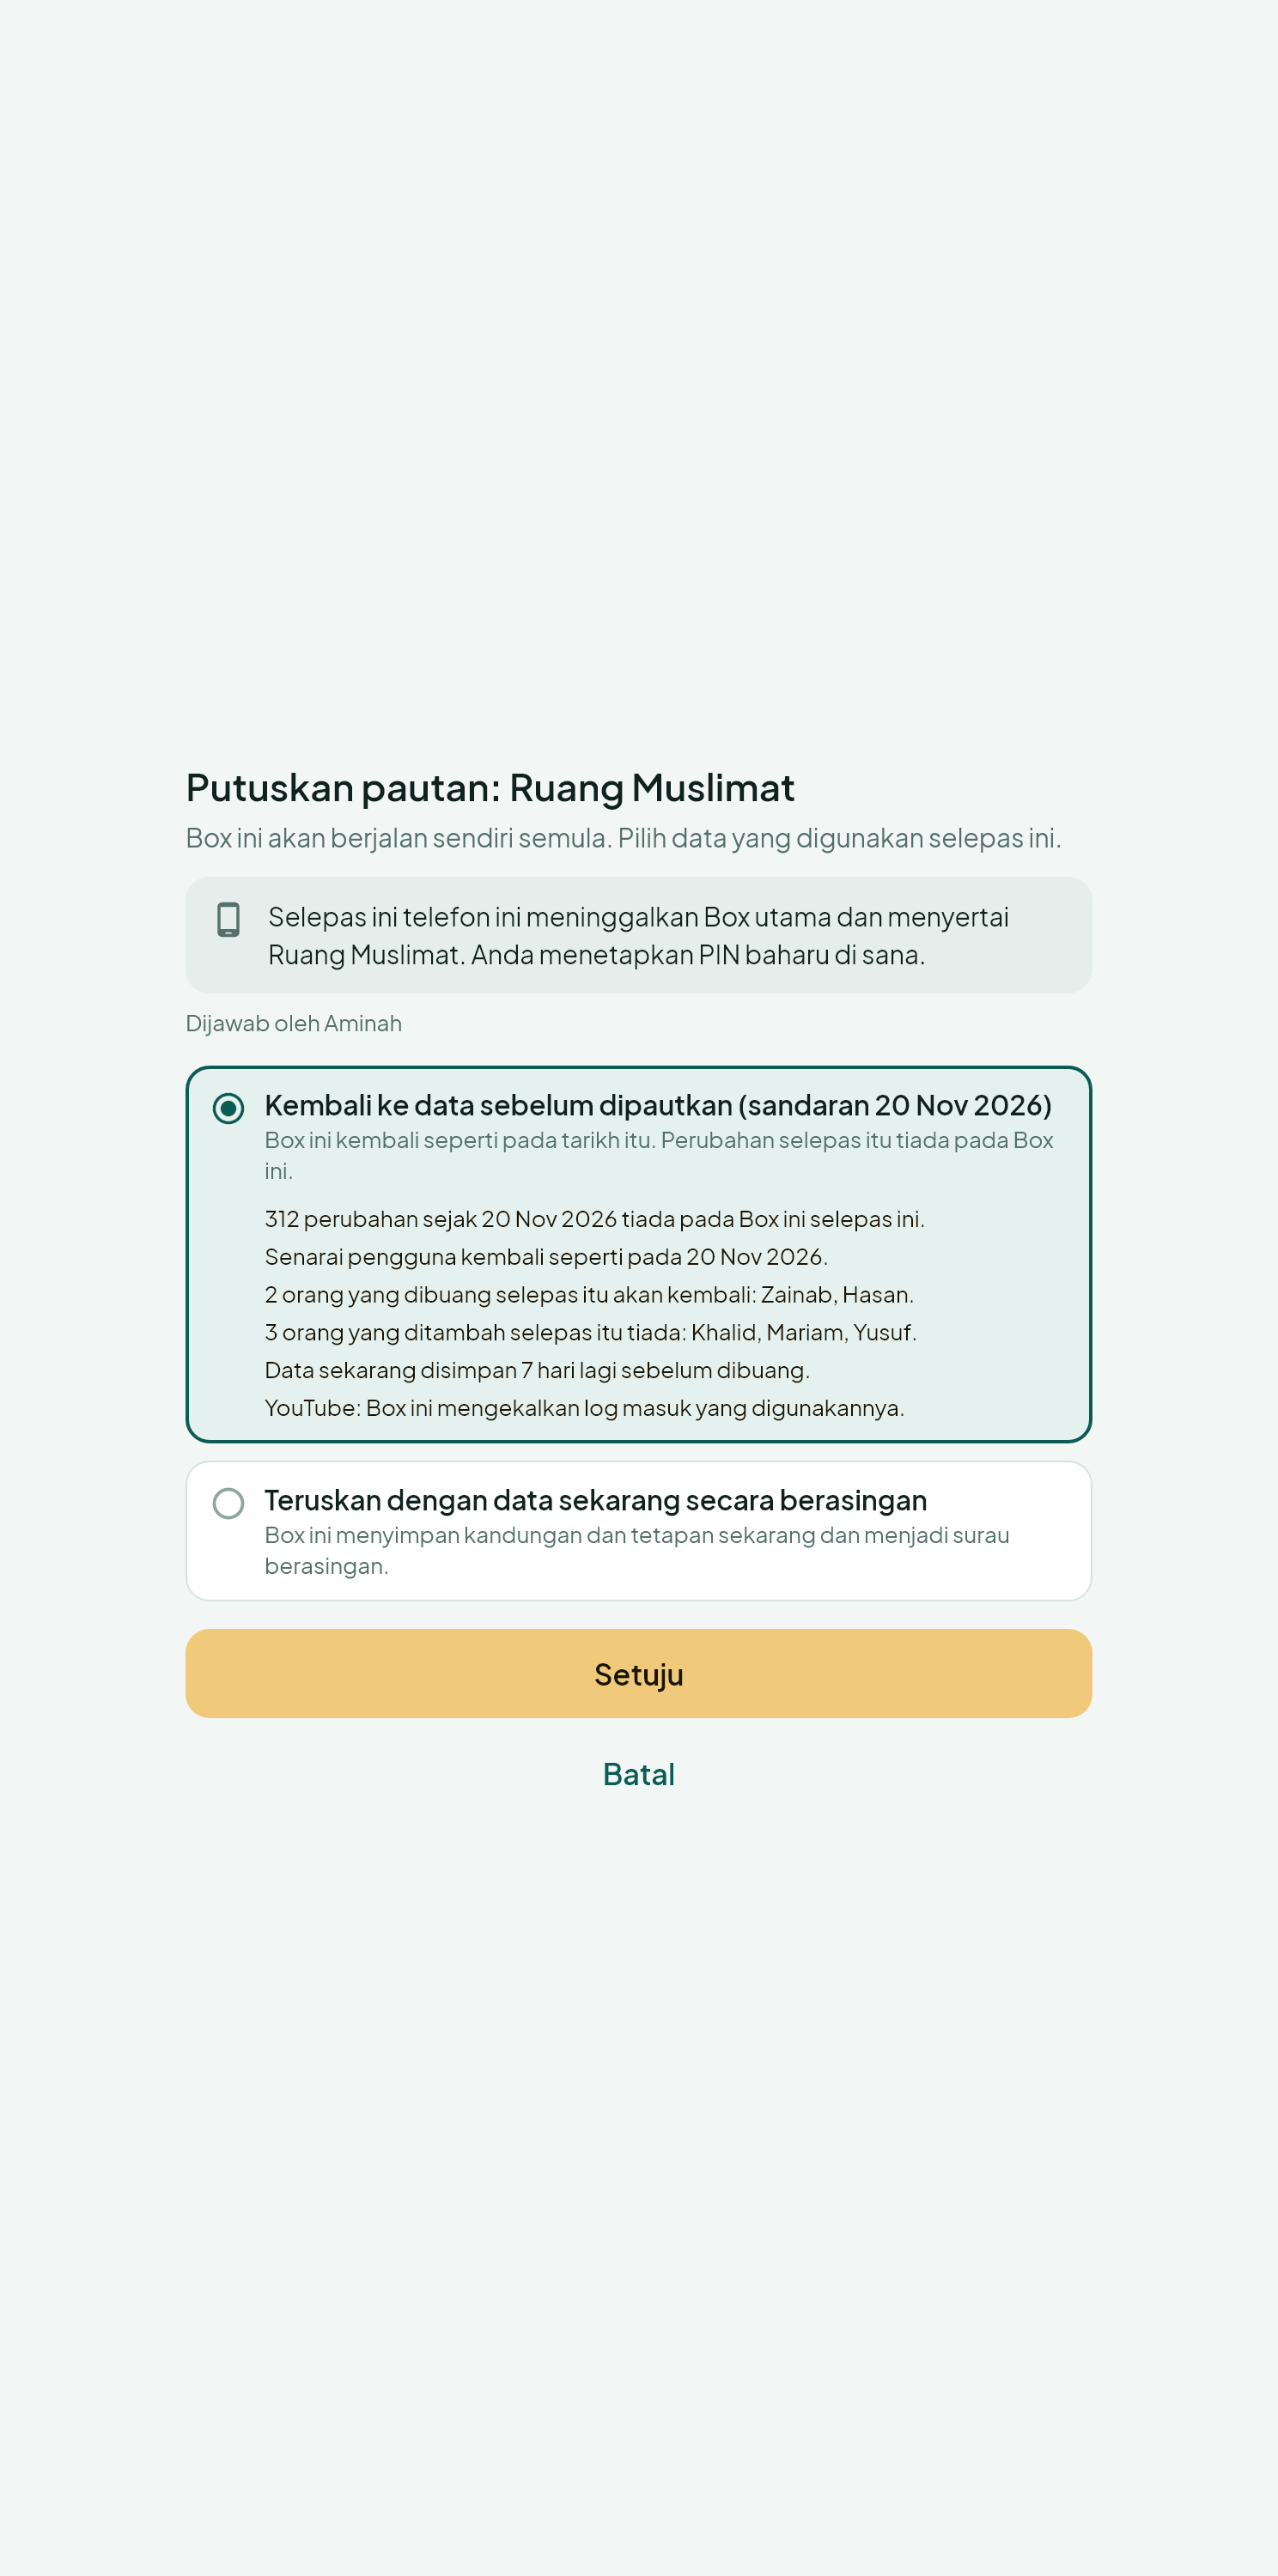 Putuskan pautan: Ruang Muslimat
Box ini akan berjalan sendiri semula. Pilih data yang digunakan selepas ini.
Selepas ini telefon ini meninggalkan Box utama dan menyertai
Ruang Muslimat. Anda menetapkan PIN baharu di sana.
Dijawab oleh Aminah
Kembali ke data sebelum dipautkan (sandaran 20 Nov 2026)
Box ini kembali seperti pada tarikh itu. Perubahan selepas itu tiada pada Box
ini.
312 perubahan sejak 20 Nov 2026 tiada pada Box ini selepas ini.
Senarai pengguna kembali seperti pada 20 Nov 2026.
2 orang yang dibuang selepas itu akan kembali: Zainab, Hasan.
3 orang yang ditambah selepas itu tiada: Khalid, Mariam, Yusuf.
Data sekarang disimpan 7 hari lagi sebelum dibuang.
YouTube: Box ini mengekalkan log masuk yang digunakannya.
Teruskan dengan data sekarang secara berasingan
Box ini menyimpan kandungan dan tetapan sekarang dan menjadi surau
berasingan.
Setuju
Batal